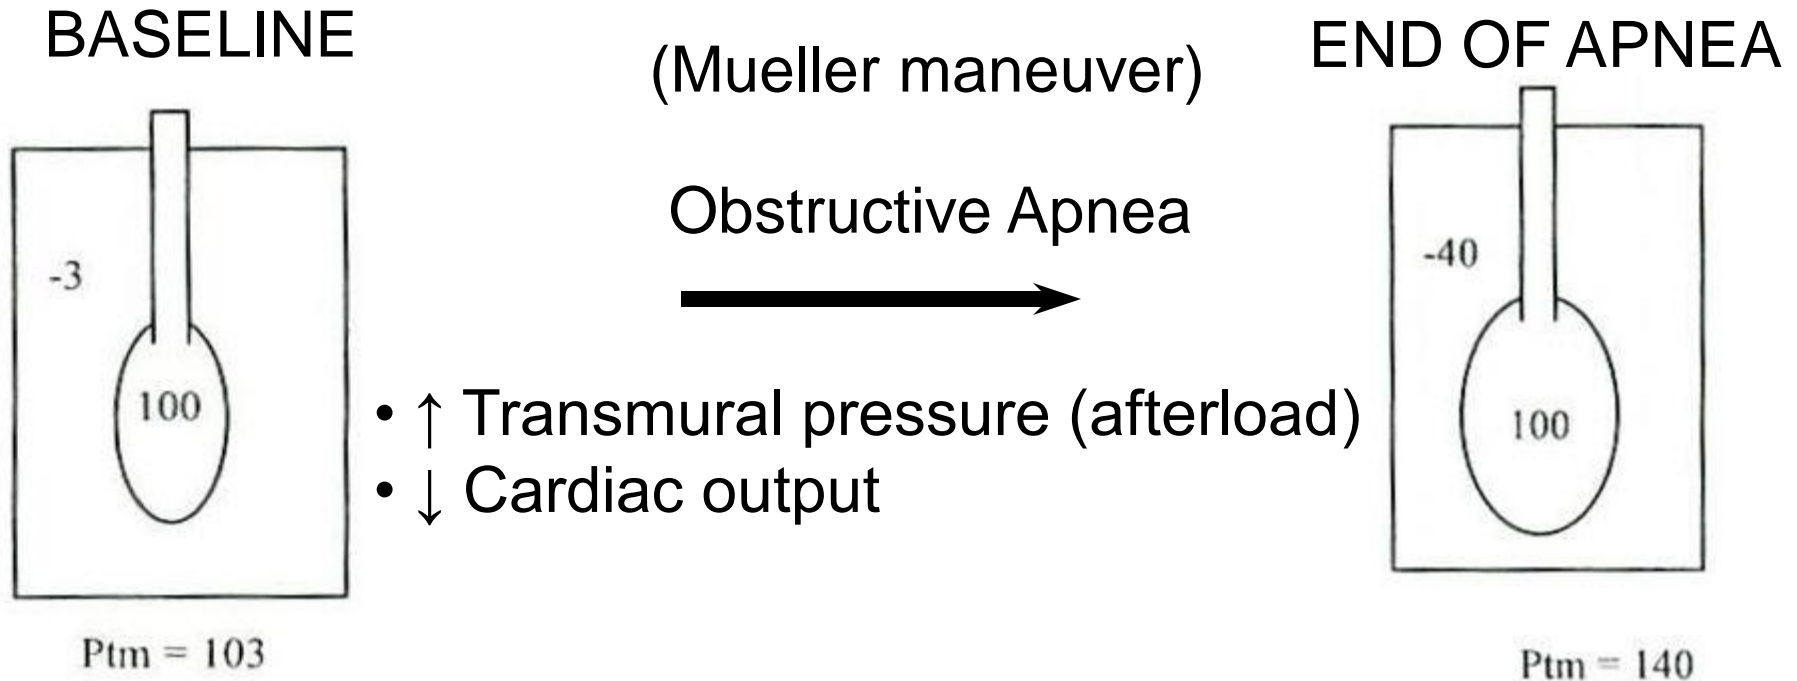 BASELINE
(Mueller maneuver)
END OF APNEA
Obstructive Apnea
-3
-40
100
100
• ↑ Transmural pressure (afterload)
• ↓ Cardiac output
Ptm = 103
Ptm = 140